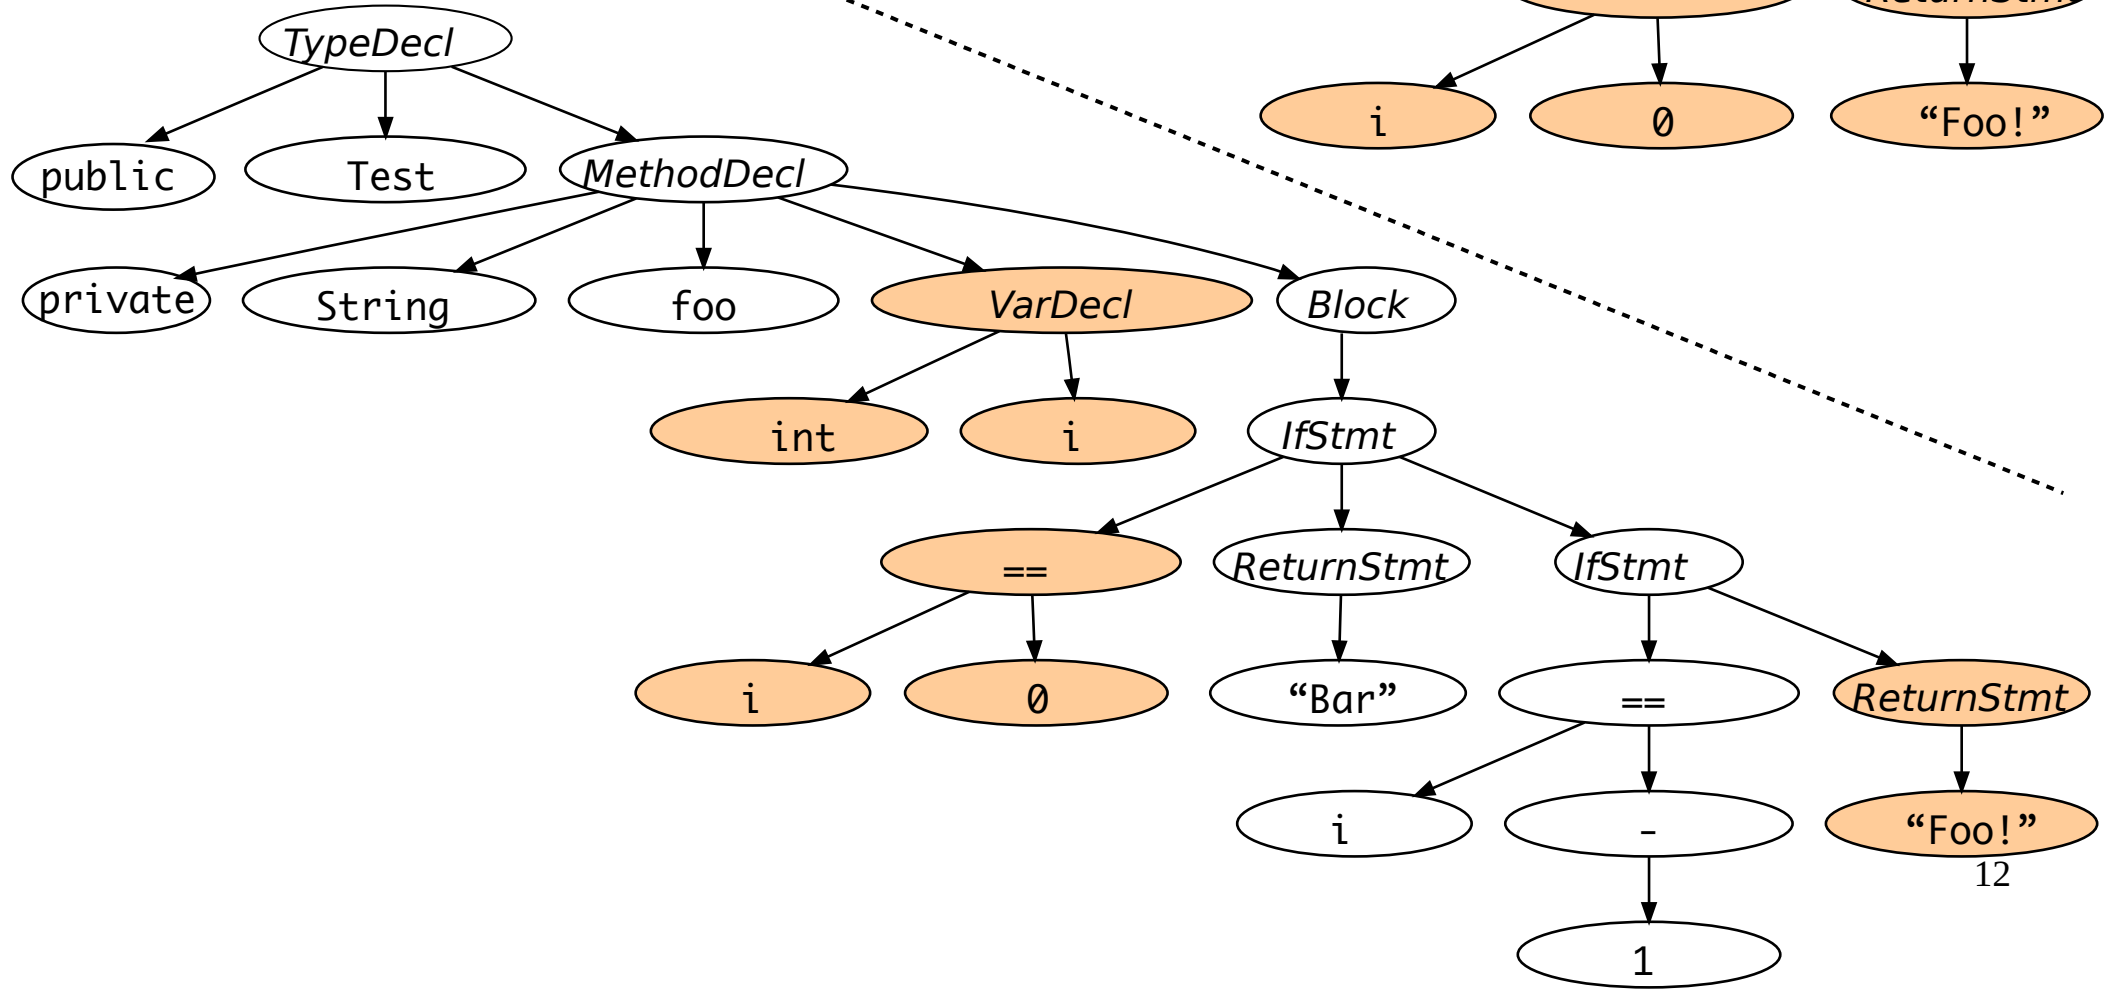 ReturnStmt
TypeDecl
i 0 “Foo!”
public Test MethodDecl
private String foo VarDecl Block
int i IfStmt
== ReturnStmt IfStmt
i 0 “Bar” == ReturnStmt
i - “Foo!”
12
1